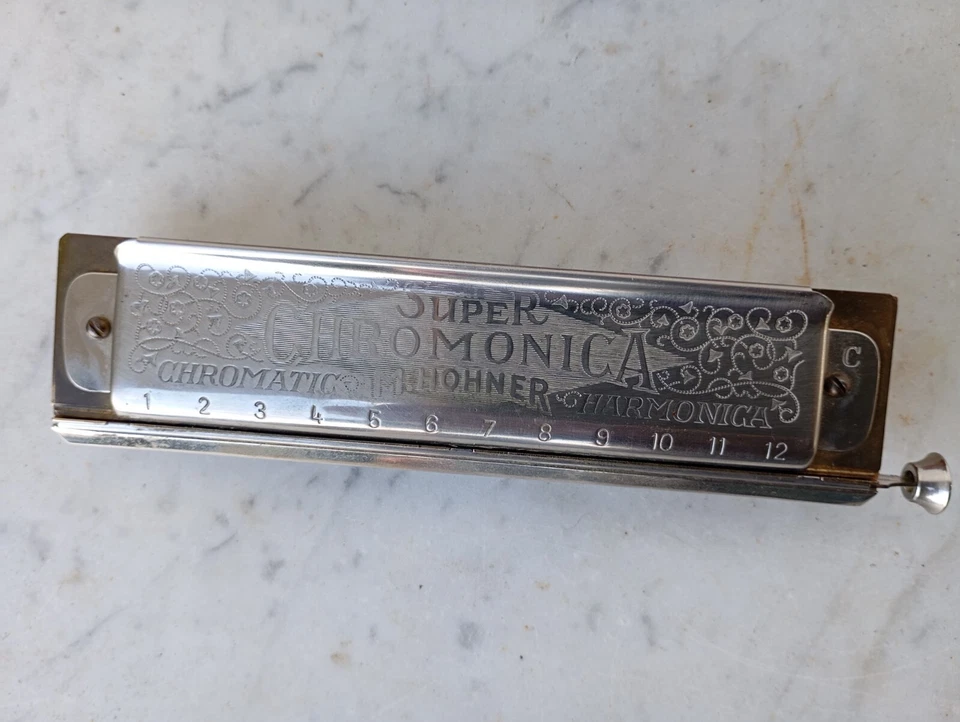 SUPER
CHROMONICA
CHROMATIC M. HOHNER HARMONICA
1 2 3 4 5 6 7 8 9 10 11 12
C